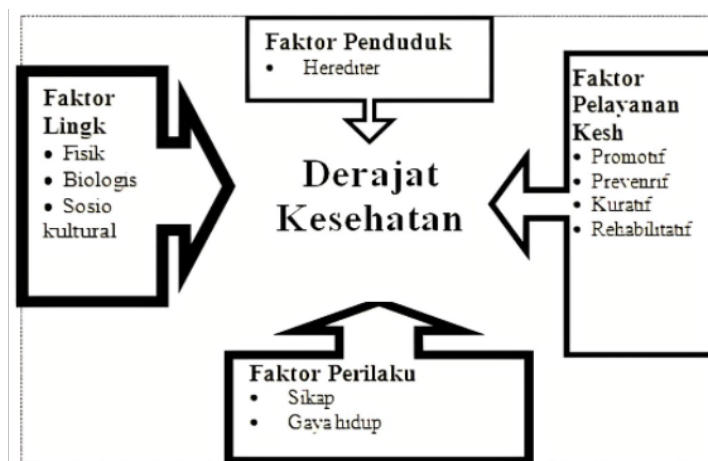 Faktor Penduduk
• Herediter
Faktor
Lingk
• Fisik
• Biologis
• Sosio
kultural
Derajat
Kesehatan
Faktor
Pelayanan
Kesh
• Promotif
• Prevenrif
• Kuratif
• Rehabilitatif
Faktor Perilaku
• Sikap
• Gaya hidup